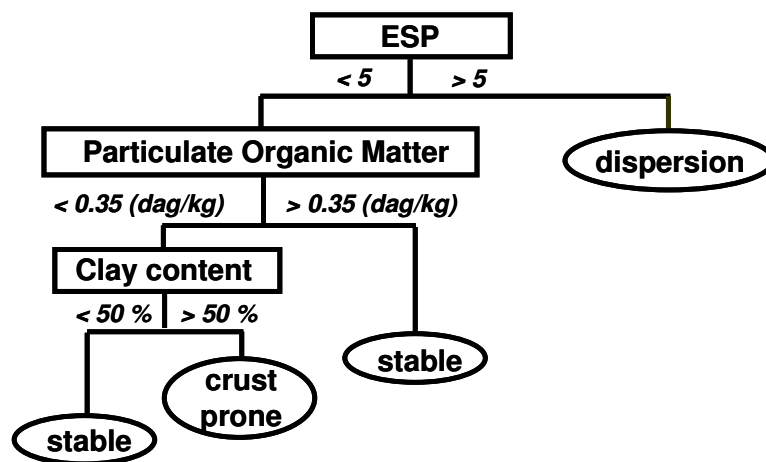 ESP
< 5 > 5
Particulate Organic Matter
dispersion
< 0.35 (dag/kg) > 0.35 (dag/kg)
Clay content
< 50 % > 50 %
stable
crust
prone
stable